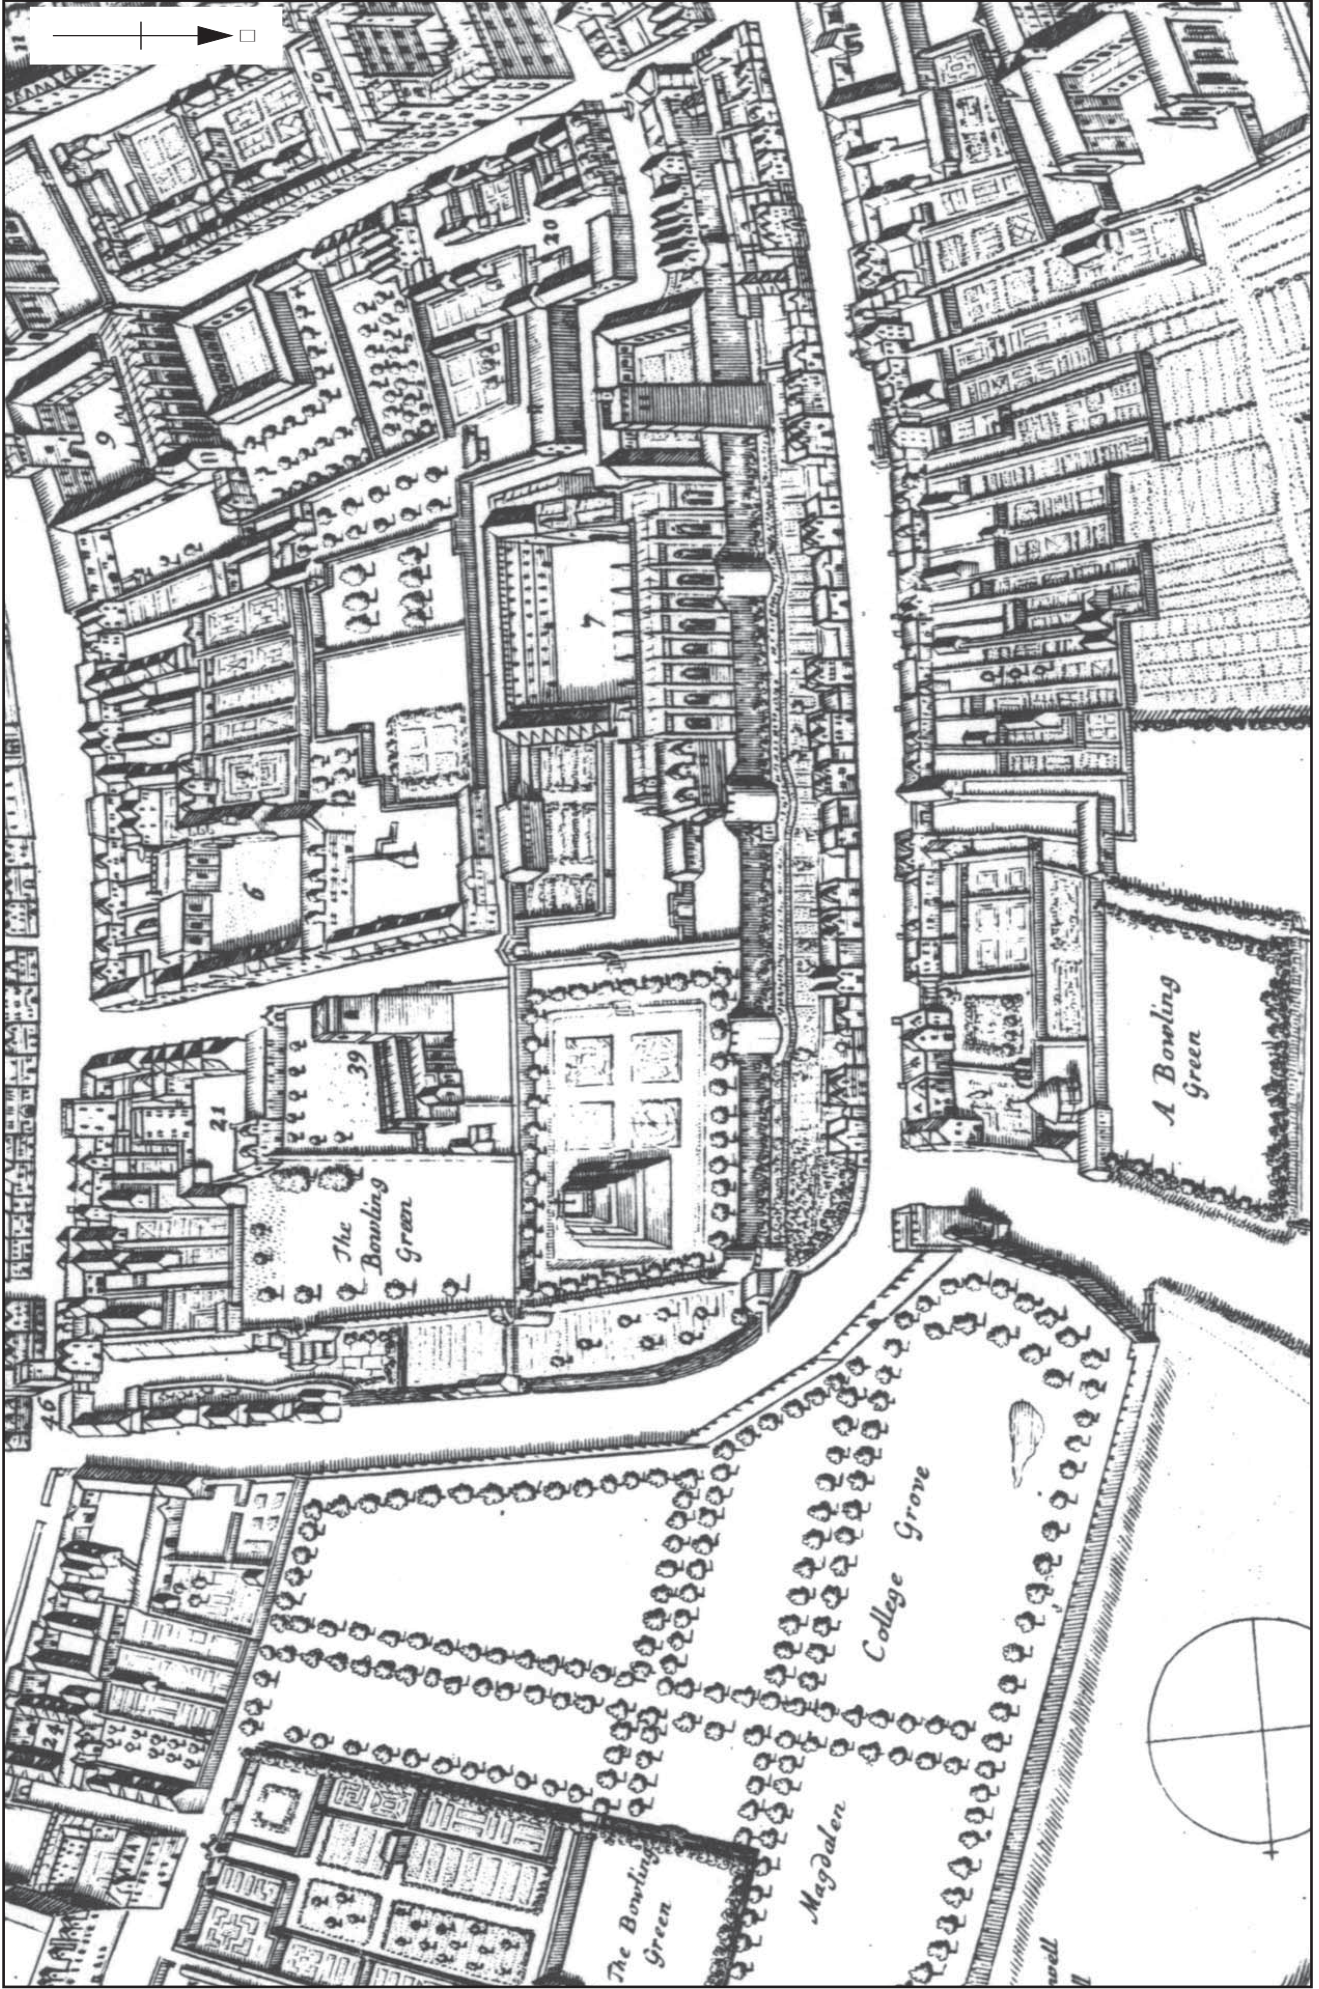 20
9
7
6
39
21
The
Bowling
Green
A Bowling
Green
46
College Grove
24
Magdalen
The Bowling
Green
well